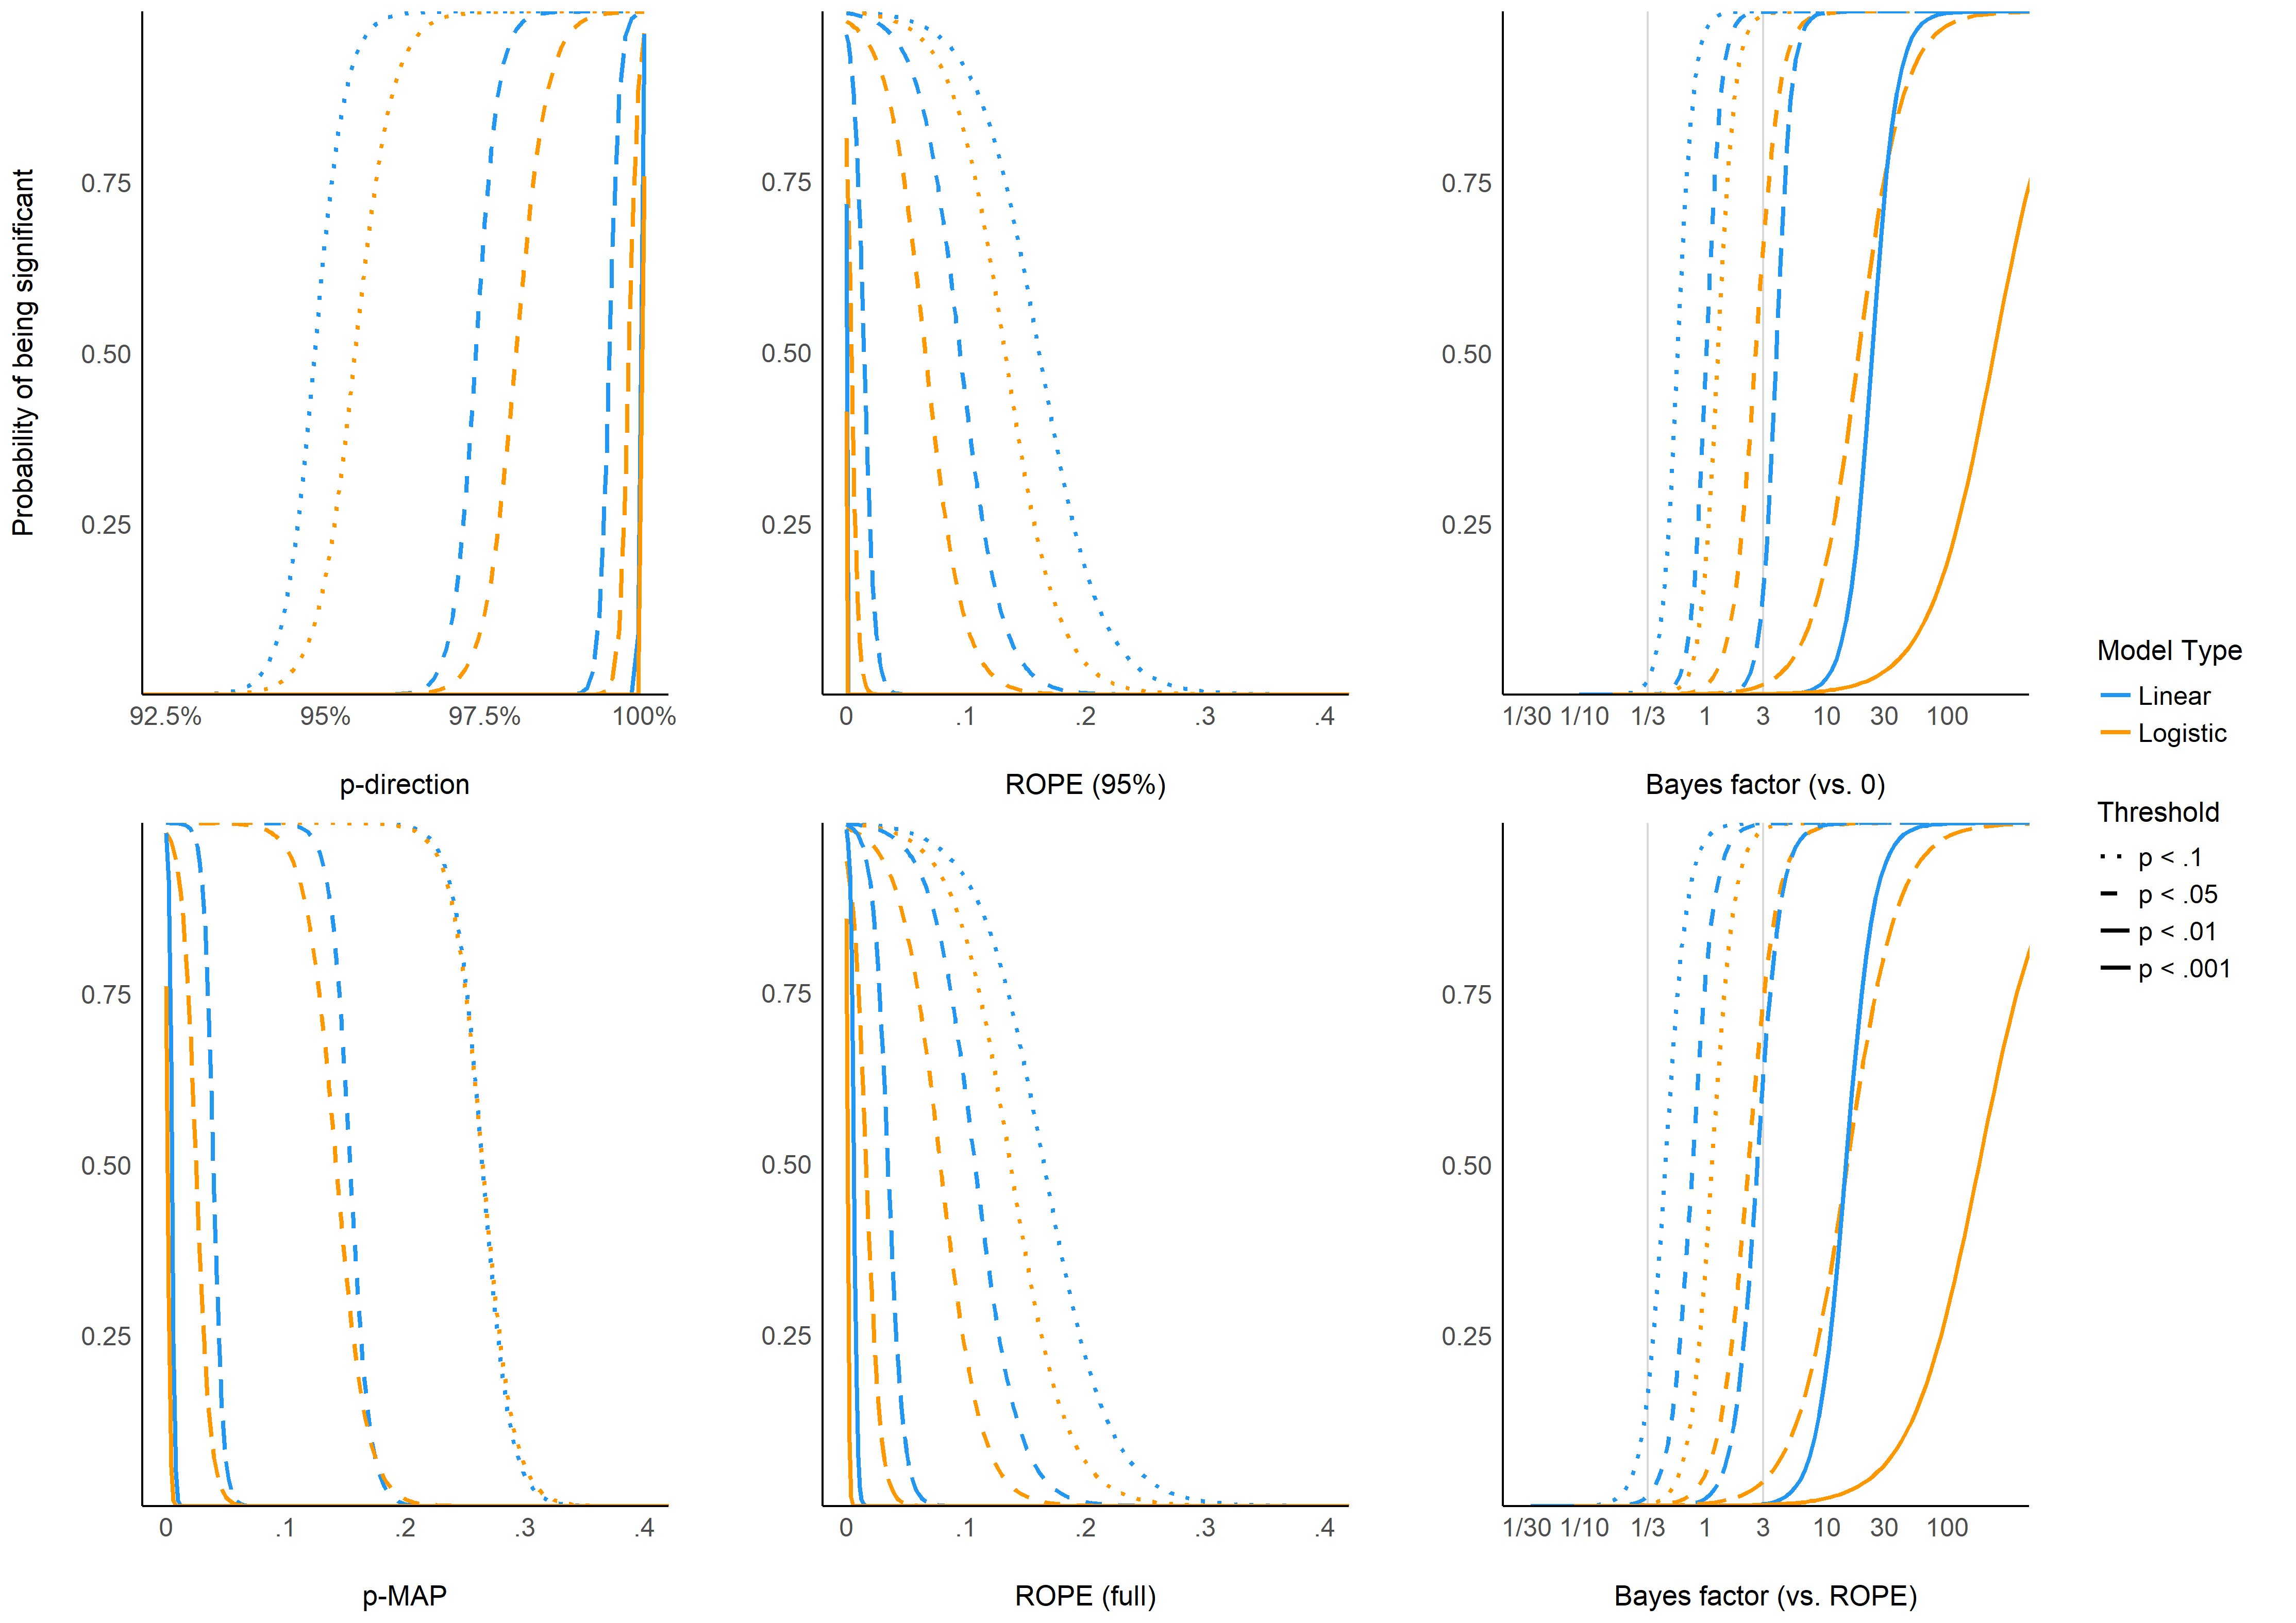 Probability of being significant
0.75
0.50
0.25
92.5% 95% 97.5% 100%
p-direction
0.75
0.50
0.25
0 .1 .2 .3 .4
ROPE (95%)
0.75
0.50
0.25
1/30 1/10 1/3 1 3 10 30 100
Bayes factor (vs. 0)
0.75
0.50
0.25
0 .1 .2 .3 .4
p-MAP
0.75
0.50
0.25
0 .1 .2 .3 .4
ROPE (full)
0.75
0.50
0.25
1/30 1/10 1/3 1 3 10 30 100
Bayes factor (vs. ROPE)
Model Type
Linear
Logistic
Threshold
p < .1
p < .05
p < .01
p < .001